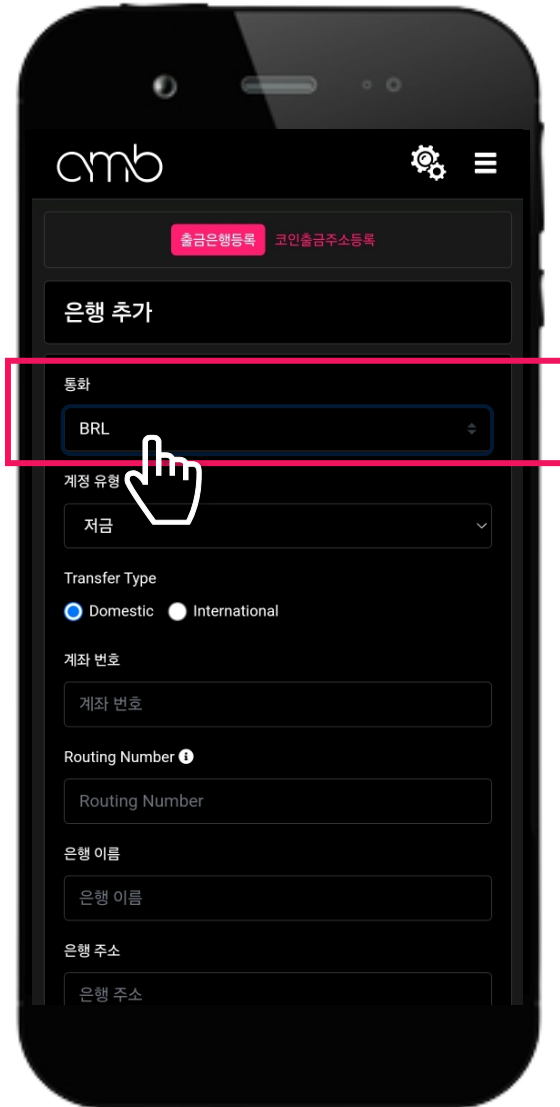 amb
출금은행등록 코인출금주소등록
은행 추가
통화
BRL
계정 유형
저금
Transfer Type
Domestic International
계좌 번호
계좌 번호
Routing Number
Routing Number
은행 이름
은행 이름
은행 주소
은행 주소